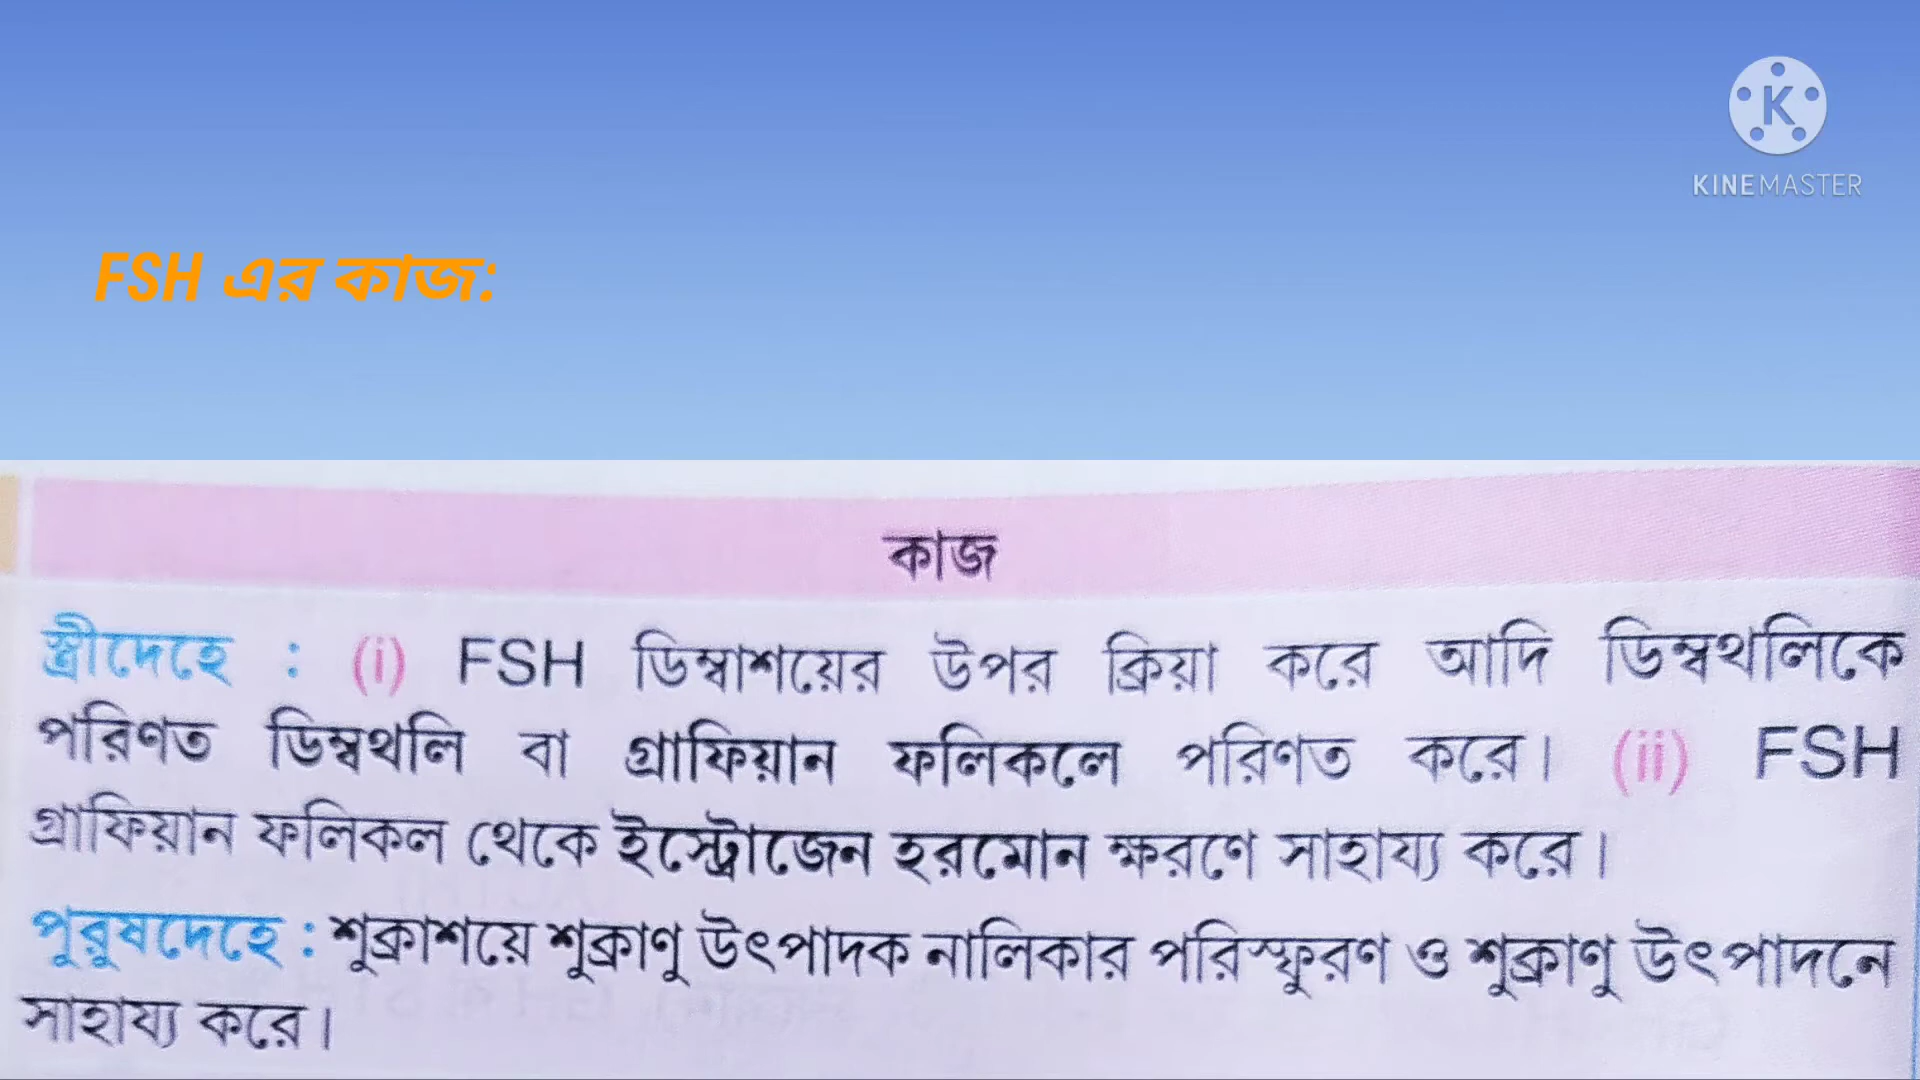 KINEMASTER
FSH এর কাজ:
কাজ
স্ত্রীদেহে : (i) FSH ডিম্বাশয়ের উপর ক্রিয়া করে আদি ডিম্বথলিকে
পরিণত ডিম্বথলি বা গ্রাফিয়ান ফলিকলে পরিণত করে। (ii) FSH
গ্রাফিয়ান ফলিকল থেকে ইস্ট্রোজেন হরমোন ক্ষরণে সাহায্য করে।
পুরুষদেহে : শুক্রাশয়ে শুক্রাণু উৎপাদক নালিকার পরিস্ফুরণ ও শুক্রাণু উৎপাদনে
সাহায্য করে।